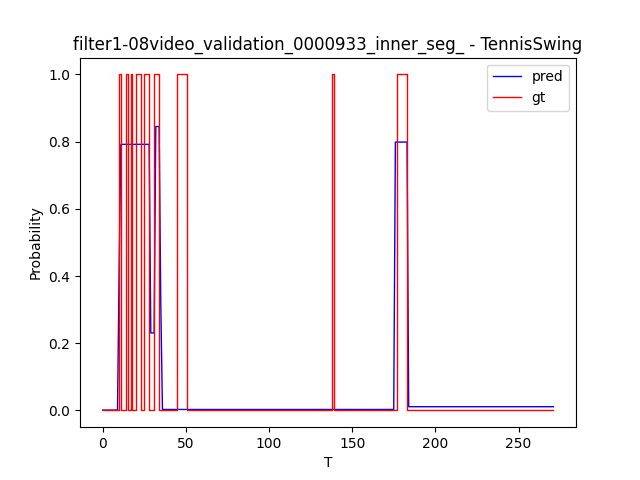 filter1-08video_validation_0000933_inner_seg_ - TennisSwing
pred
gt
1.0
0.8
0.6
0.4
0.2
0.0
Probability
0
50
100
150
200
250
T